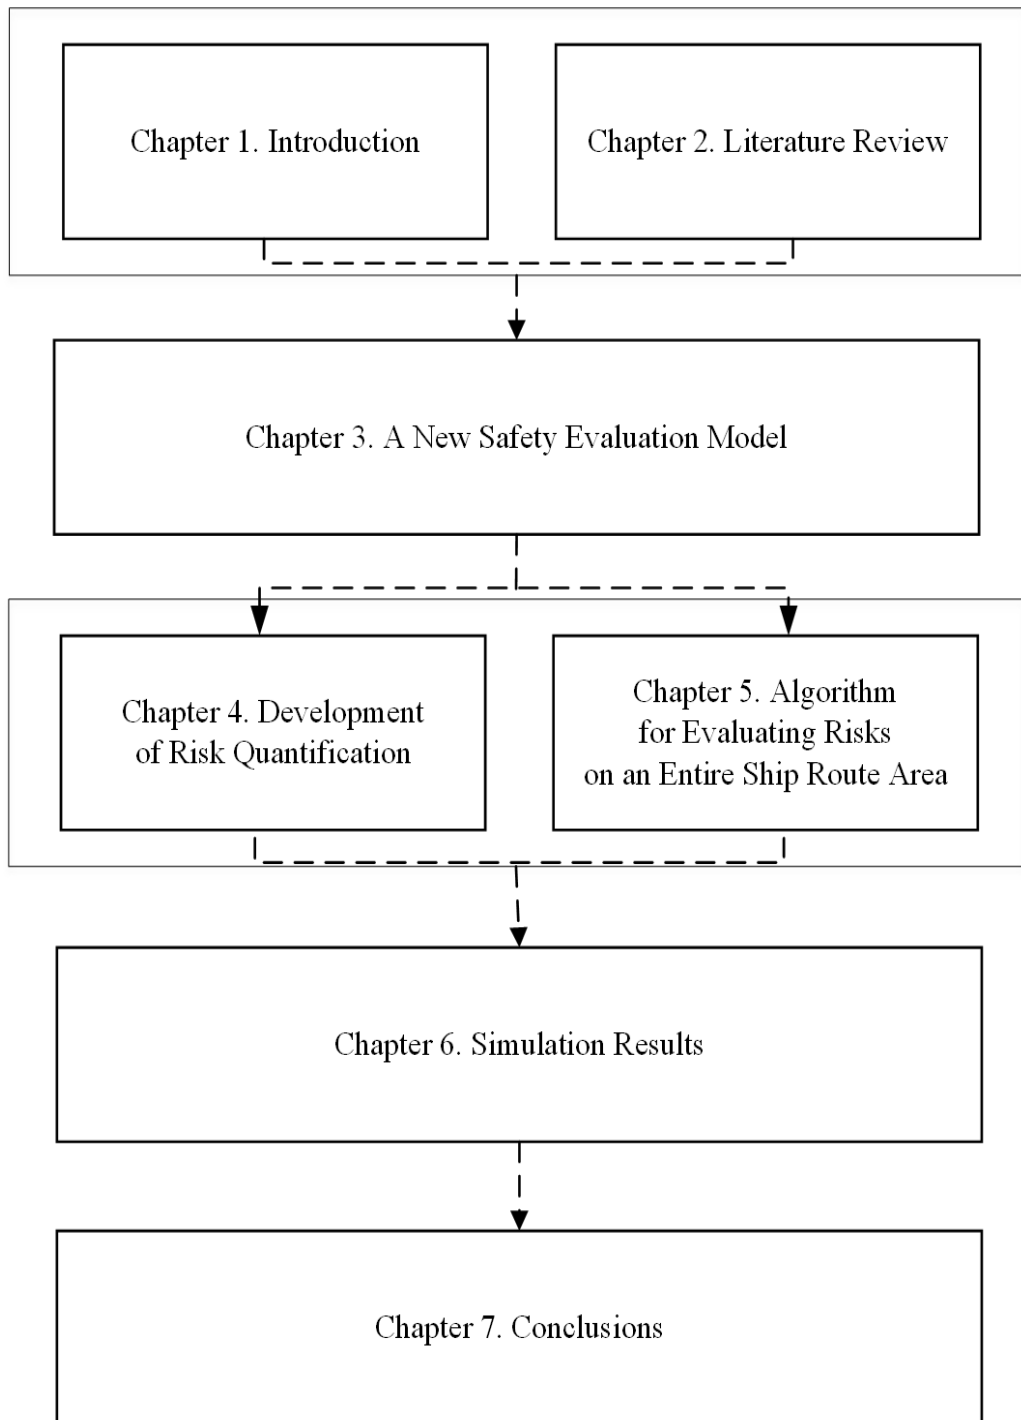 Chapter 1. Introduction
Chapter 2. Literature Review
Chapter 3. A New Safety Evaluation Model
Chapter 4. Development
of Risk Quantification
Chapter 5. Algorithm
for Evaluating Risks
on an Entire Ship Route Area
Chapter 6. Simulation Results
Chapter 7. Conclusions